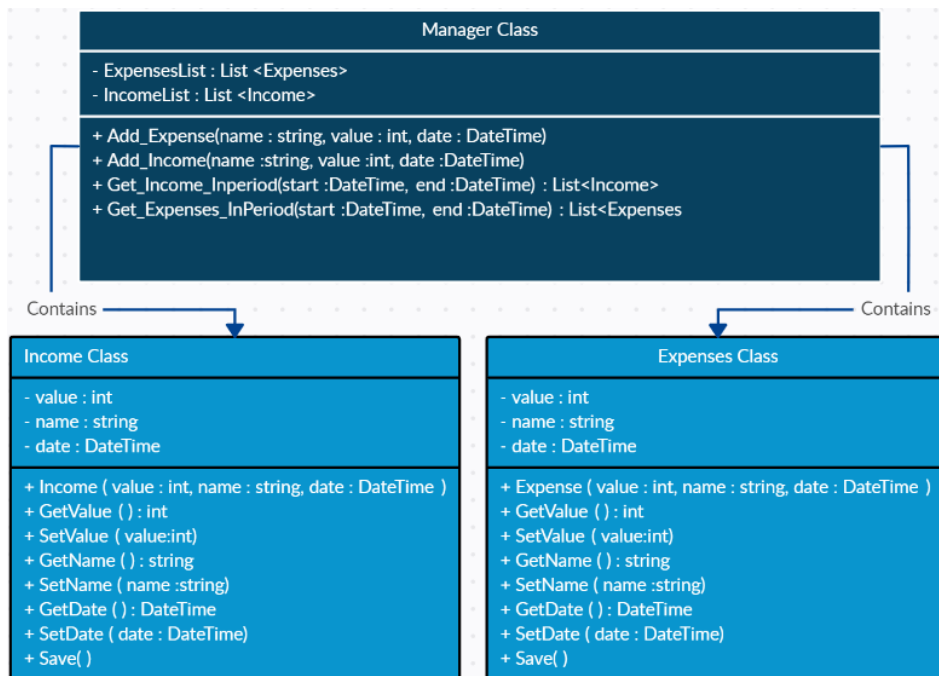 Manager Class
- ExpensesList : List <Expenses>
- IncomeList : List <Income>
+ Add_Expense(name : string, value : int, date : DateTime)
+ Add_Income(name :string, value :int, date :DateTime)
+ Get_Income_Inperiod(start :DateTime, end :DateTime) : List<Income>
+ Get_Expenses_InPeriod(start :DateTime, end :DateTime) : List<Expenses
Contains
Contains
Income Class
- value : int
- name : string
- date : DateTime
+ Income ( value : int, name : string, date : DateTime )
+ GetValue ( ) : int
+ SetValue ( value:int)
+ GetName ( ) : string
+ SetName ( name :string)
+ GetDate ( ) : DateTime
+ SetDate ( date : DateTime)
+ Save( )
Expenses Class
- value : int
- name : string
- date : DateTime
+ Expense ( value : int, name : string, date : DateTime )
+ GetValue ( ) : int
+ SetValue ( value:int)
+ GetName ( ) : string
+ SetName ( name :string)
+ GetDate ( ) : DateTime
+ SetDate ( date : DateTime)
+ Save( )